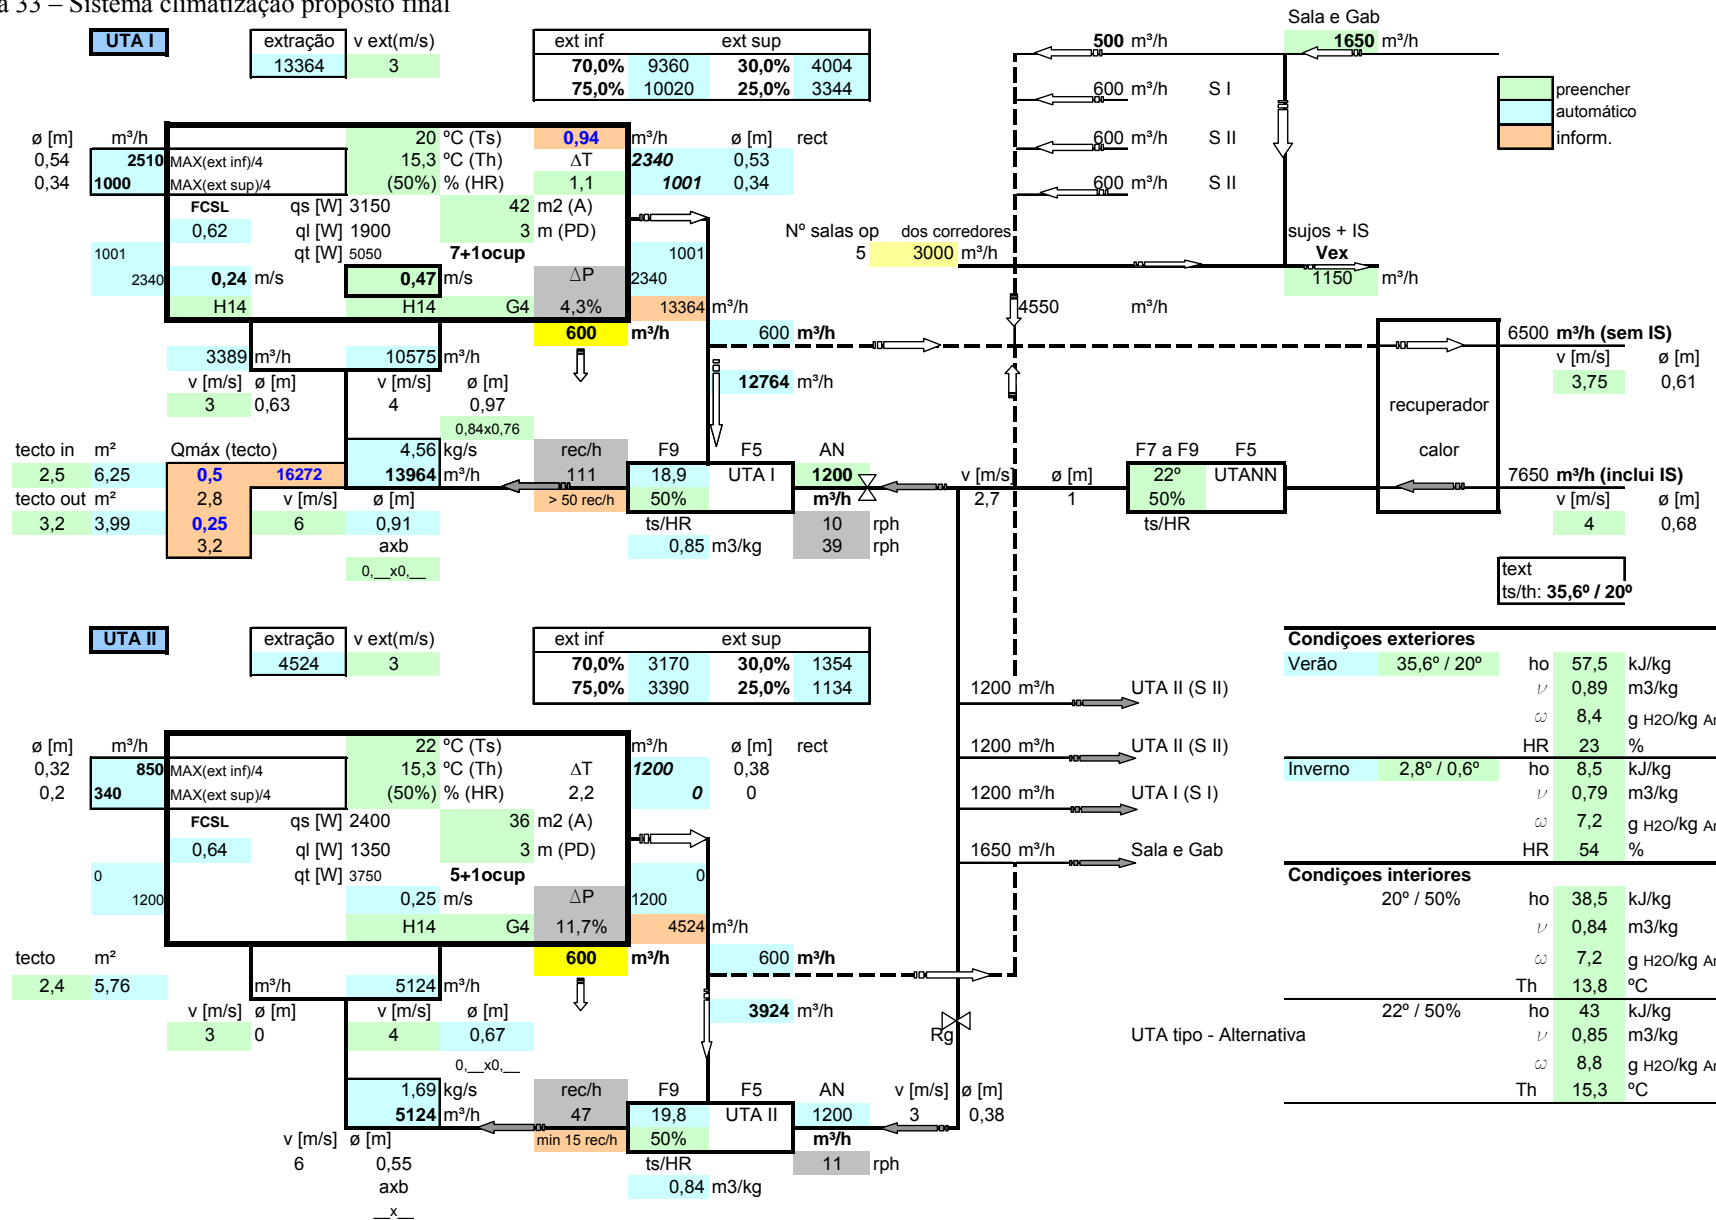 a 33 – Sistema climatização proposto final
Sala e Gab
UTA I extração v ext(m/s) ext inf ext sup 500 m³/h 1650 m³/h
13364 3 70,0% 9360 30,0% 4004
75,0% 10020 25,0% 3344 600 m³/h S I preencher
automático
ø [m] m³/h 20 ºC (Ts) 0,94 m³/h ø [m] rect 600 m³/h S II inform.
0,54 2510 MAX(ext inf)/4 15,3 ºC (Th) ΔT 2340 0,53
0,34 1000 MAX(ext sup)/4 (50%) % (HR) 1,1 1001 0,34 600 m³/h S II
FCSL qs [W] 3150 42 m2 (A)
0,62 ql [W] 1900 3 m (PD) Nº salas op dos corredores sujos + IS
1001 qt [W] 5050 7+1ocup 1001 5 3000 m³/h Vex
2340 0,24 m/s 0,47 m/s ΔP 2340 1150 m³/h
H14 H14 G4 4,3% 13364 m³/h 4550 m³/h
600 m³/h 600 m³/h 6500 m³/h (sem IS)
3389 m³/h 10575 m³/h v [m/s] ø [m]
v [m/s] ø [m] v [m/s] ø [m] 12764 m³/h 3,75 0,61
3 0,63 4 0,97 recuperador
0,84x0,76
tecto in m² Qmáx (tecto) 4,56 kg/s rec/h F9 F5 AN F7 a F9 F5 calor
2,5 6,25 0,5 16272 13964 m³/h 111 18,9 UTA I 1200 v [m/s] ø [m] 22º UTANN 7650 m³/h (inclui IS)
tecto out m² 2,8 v [m/s] ø [m] > 50 rec/h 50% m³/h 2,7 1 50% v [m/s] ø [m]
3,2 3,99 0,25 6 0,91 ts/HR 10 rph ts/HR 4 0,68
3,2 axb 0,85 m3/kg 39 rph
0,__x0,__ text
ts/th: 35,6º / 20º
UTA II extração v ext(m/s) ext inf ext sup Condiçoes exteriores
4524 3 70,0% 3170 30,0% 1354 Verão 35,6º / 20º ho 57,5 kJ/kg
75,0% 3390 25,0% 1134 1200 m³/h UTA II (S II) ν 0,89 m3/kg
ω 8,4 g H2O/kg Ar
ø [m] m³/h 22 ºC (Ts) m³/h ø [m] rect 1200 m³/h UTA II (S II) HR 23 %
0,32 850 MAX(ext inf)/4 15,3 ºC (Th) ΔT 1200 0,38 Inverno 2,8º / 0,6º ho 8,5 kJ/kg
0,2 340 MAX(ext sup)/4 (50%) % (HR) 2,2 0 0 1200 m³/h UTA I (S I) ν 0,79 m3/kg
FCSL qs [W] 2400 36 m2 (A) ω 7,2 g H2O/kg Ar
0,64 ql [W] 1350 3 m (PD) 1650 m³/h Sala e Gab HR 54 %
0 qt [W] 3750 5+1ocup 0 Condiçoes interiores
1200 0,25 m/s ΔP 1200 20º / 50% ho 38,5 kJ/kg
H14 G4 11,7% 4524 m³/h ν 0,84 m3/kg
tecto m² 600 m³/h 600 m³/h ω 7,2 g H2O/kg Ar
2,4 5,76 m³/h 5124 m³/h Th 13,8 ºC
v [m/s] ø [m] v [m/s] ø [m] 3924 m³/h 22º / 50% ho 43 kJ/kg
3 0 4 0,67 Rg UTA tipo - Alternativa ν 0,85 m3/kg
0,__x0,__ ω 8,8 g H2O/kg Ar
1,69 kg/s rec/h F9 F5 AN v [m/s] ø [m] Th 15,3 ºC
5124 m³/h 47 19,8 UTA II 1200 3 0,38
v [m/s] ø [m] min 15 rec/h 50% m³/h
6 0,55 ts/HR 11 rph
axb 0,84 m3/kg
__x__